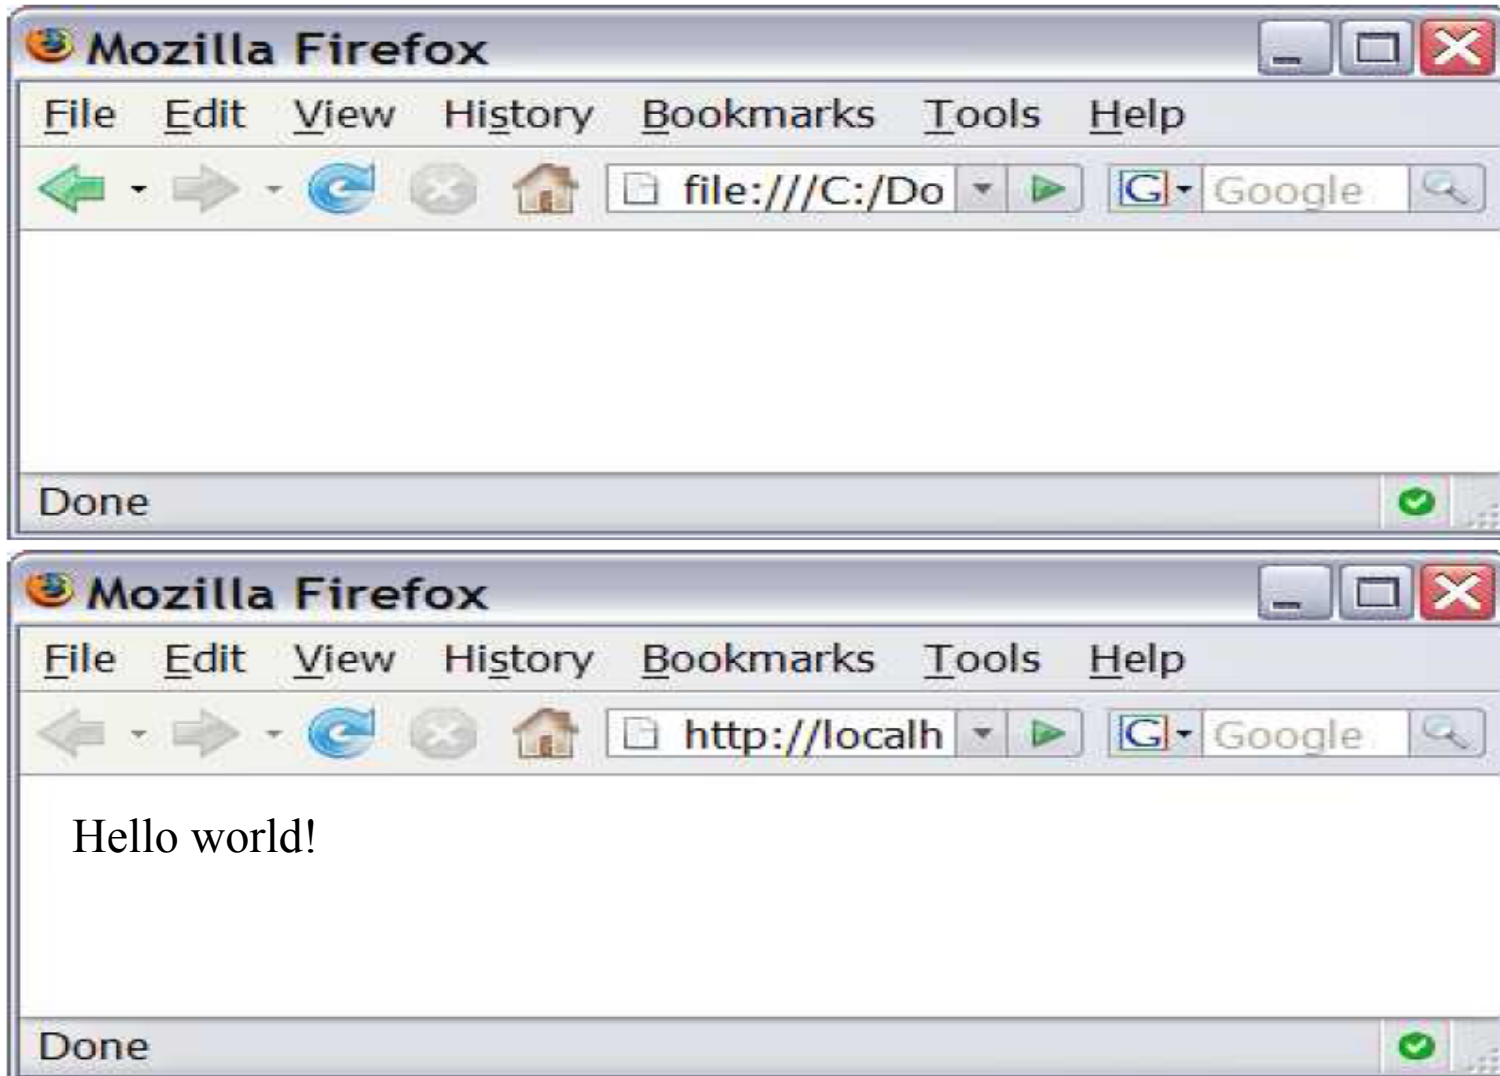 Mozilla Firefox
File Edit View History Bookmarks Tools Help
file:///C:/Do G Google
Done
Mozilla Firefox
File Edit View History Bookmarks Tools Help
http://localh G Google
Hello world!
Done